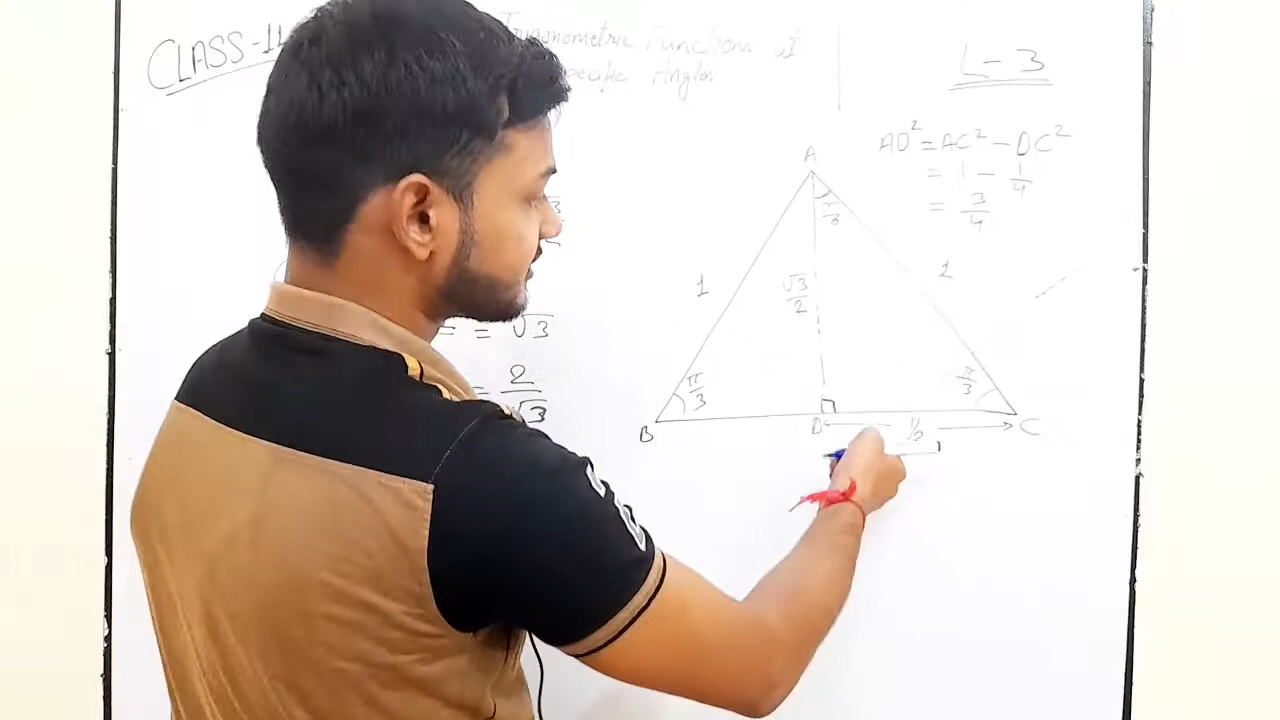 CLASS-11
Trigonometric Functions at
Specific Angles
L-3
AD² = AC² - DC²
= 1 - 1/4
= 3/4
A
π/3
1
√3/2
1
π/3
π/3
B
D
1/2
C
= = √3
= 2/√3